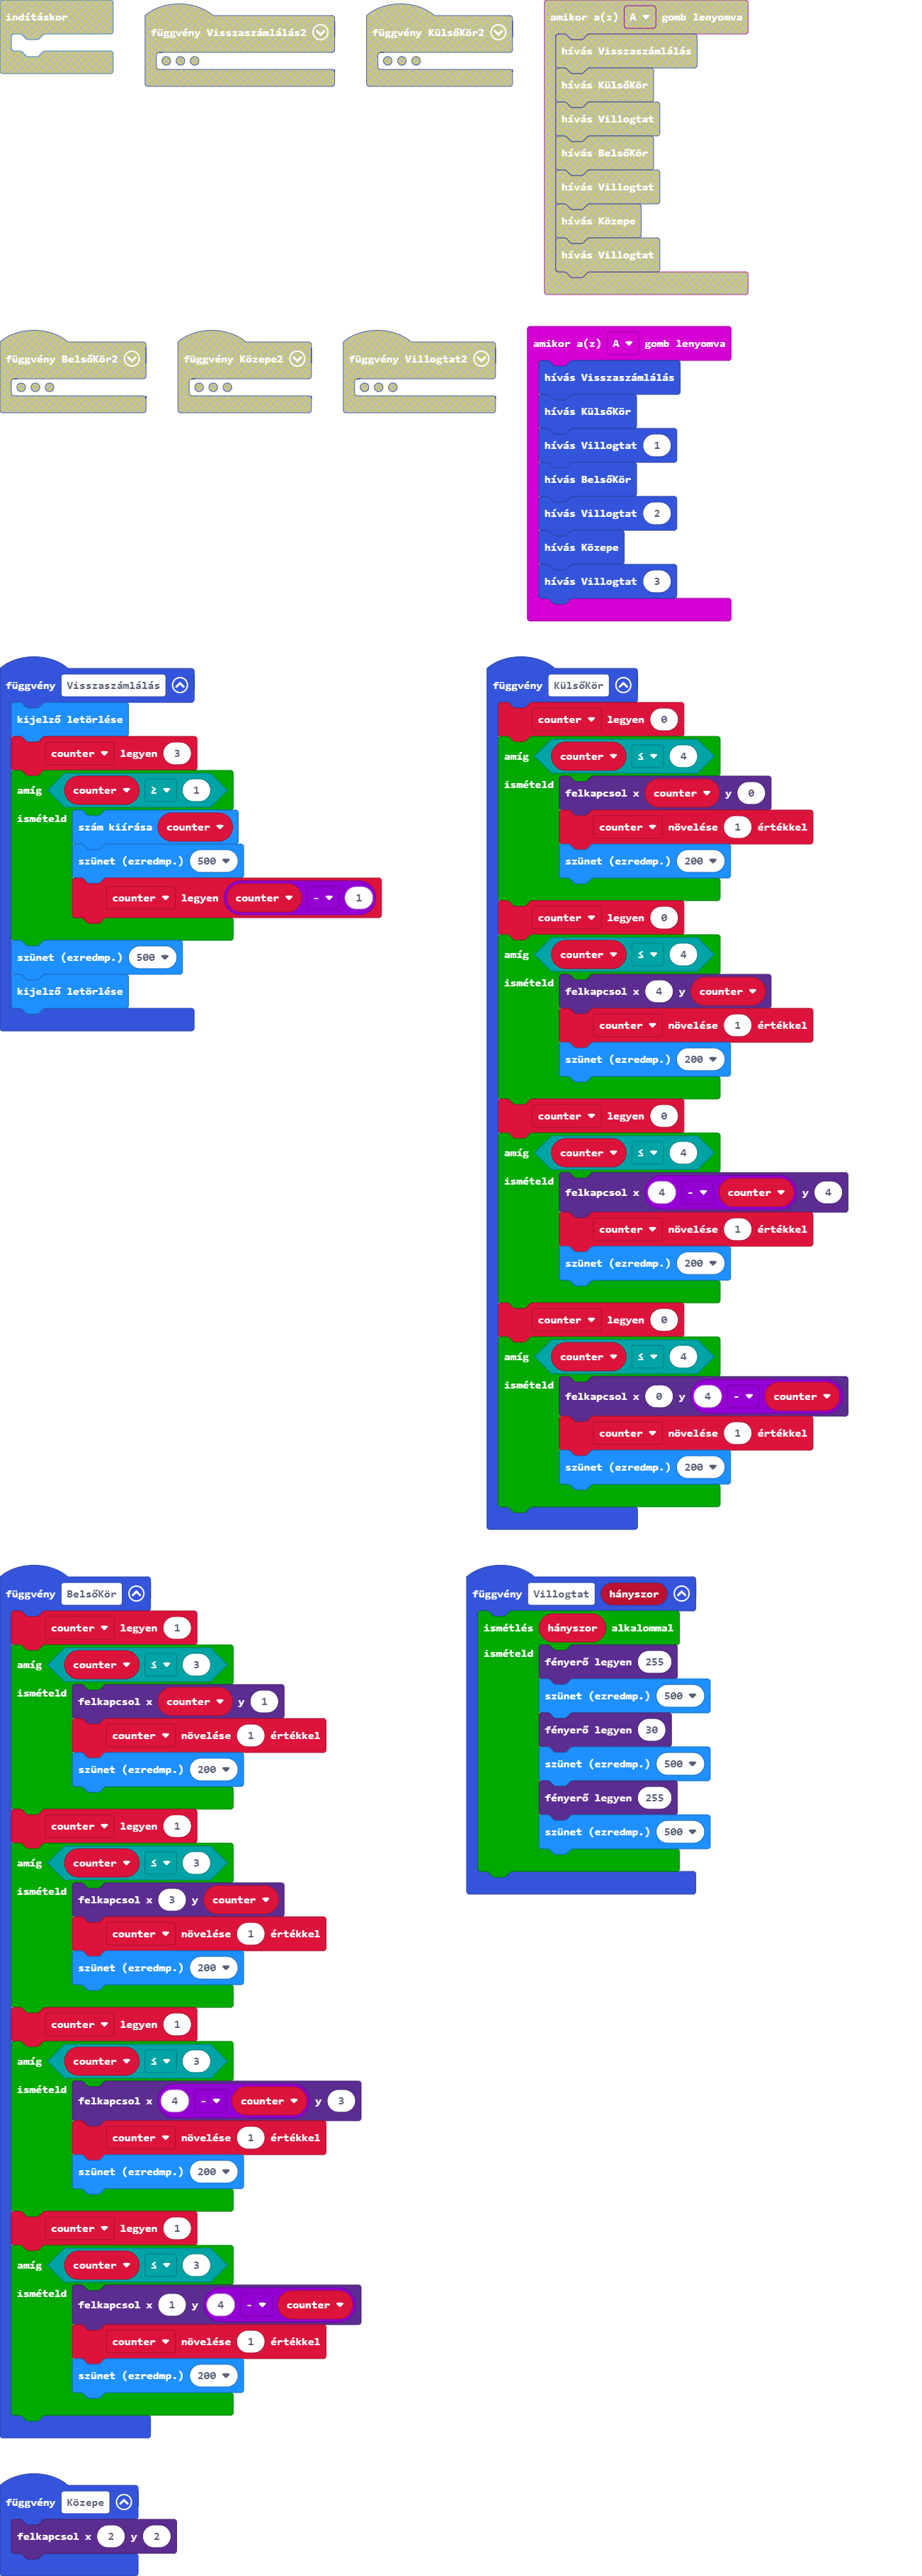 indításkor
függvény Visszaszámlálás2
függvény KülsőKör2
amikor a(z) A gomb lenyomva
hívás Visszaszámlálás
hívás KülsőKör
hívás Villogtat
hívás BelsőKör
hívás Villogtat
hívás Közepe
hívás Villogtat
függvény BelsőKör2
függvény Közepe2
függvény Villogtat2
amikor a(z) A gomb lenyomva
hívás Visszaszámlálás
hívás KülsőKör
hívás Villogtat 1
hívás BelsőKör
hívás Villogtat 2
hívás Közepe
hívás Villogtat 3
függvény Visszaszámlálás
kijelző letörlése
counter legyen 3
amíg counter ≥ 1
ismételd
szám kiírása counter
szünet (ezredmp.) 500
counter legyen counter - 1
szünet (ezredmp.) 500
kijelző letörlése
függvény KülsőKör
counter legyen 0
amíg counter ≤ 4
ismételd
felkapcsol x counter y 0
counter növelése 1 értékkel
szünet (ezredmp.) 200
counter legyen 0
amíg counter ≤ 4
ismételd
felkapcsol x 4 y counter
counter növelése 1 értékkel
szünet (ezredmp.) 200
counter legyen 0
amíg counter ≤ 4
ismételd
felkapcsol x 4 - counter y 4
counter növelése 1 értékkel
szünet (ezredmp.) 200
counter legyen 0
amíg counter ≤ 4
ismételd
felkapcsol x 0 y 4 - counter
counter növelése 1 értékkel
szünet (ezredmp.) 200
függvény BelsőKör
counter legyen 1
amíg counter ≤ 3
ismételd
felkapcsol x counter y 1
counter növelése 1 értékkel
szünet (ezredmp.) 200
counter legyen 1
amíg counter ≤ 3
ismételd
felkapcsol x 3 y counter
counter növelése 1 értékkel
szünet (ezredmp.) 200
counter legyen 1
amíg counter ≤ 3
ismételd
felkapcsol x 4 - counter y 3
counter növelése 1 értékkel
szünet (ezredmp.) 200
counter legyen 1
amíg counter ≤ 3
ismételd
felkapcsol x 1 y 4 - counter
counter növelése 1 értékkel
szünet (ezredmp.) 200
függvény Villogtat hányszor
ismétlés hányszor alkalommal
ismételd
fényerő legyen 255
szünet (ezredmp.) 500
fényerő legyen 30
szünet (ezredmp.) 500
fényerő legyen 255
szünet (ezredmp.) 500
függvény Közepe
felkapcsol x 2 y 2